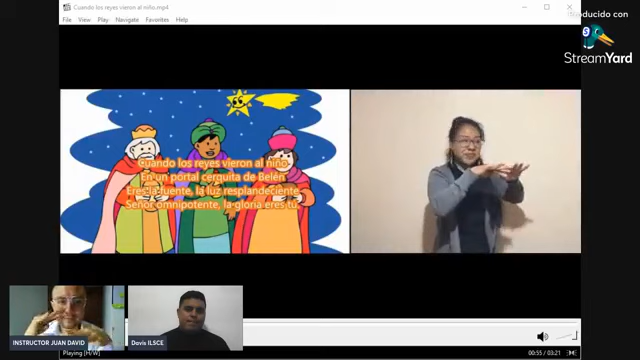 Cuando los reyes vieron al niño.mp4
File View Play Navigate Favorites Help
Producido con
StreamYard
Cuando los reyes vieron al niño
En un portal cerquita de Belén
Eres la fuente, la luz resplandeciente
Señor omnipotente, la gloria eres tú.
INSTRUCTOR JUAN DAVID
Davis ILSCE
Playing [H/W]
00:55 / 03:21